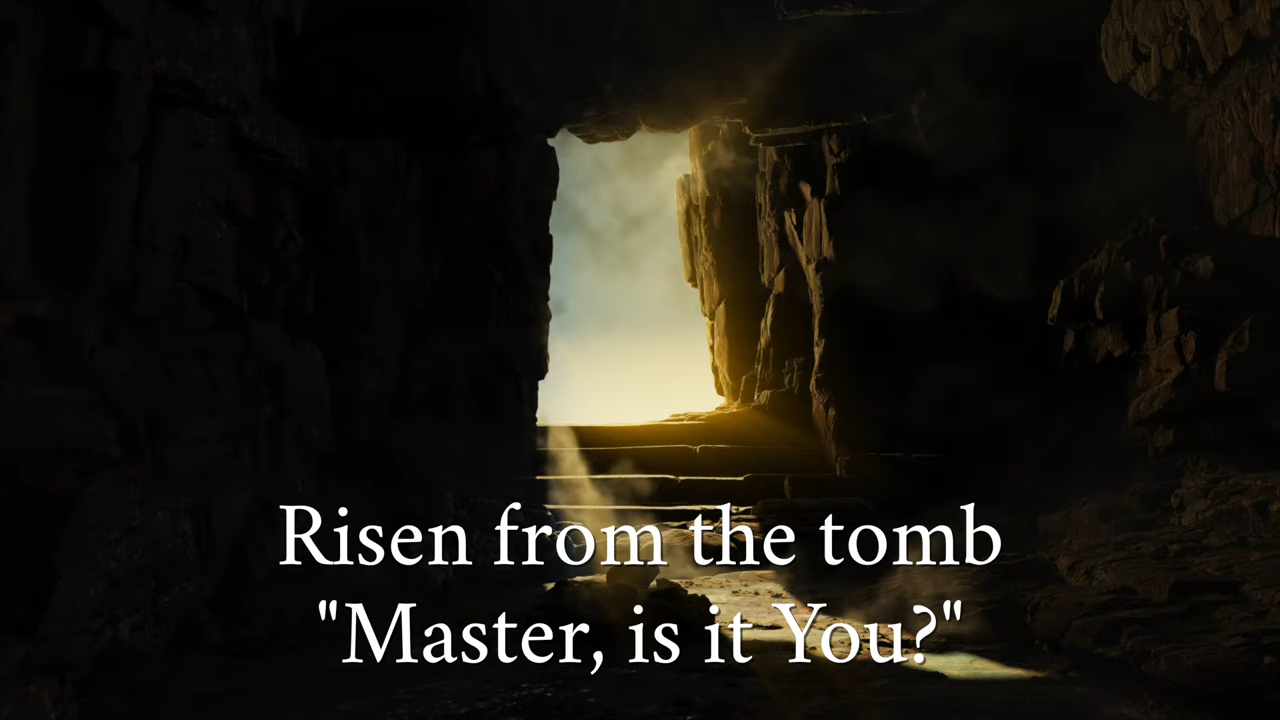 Risen from the tomb
"Master, is it You?"